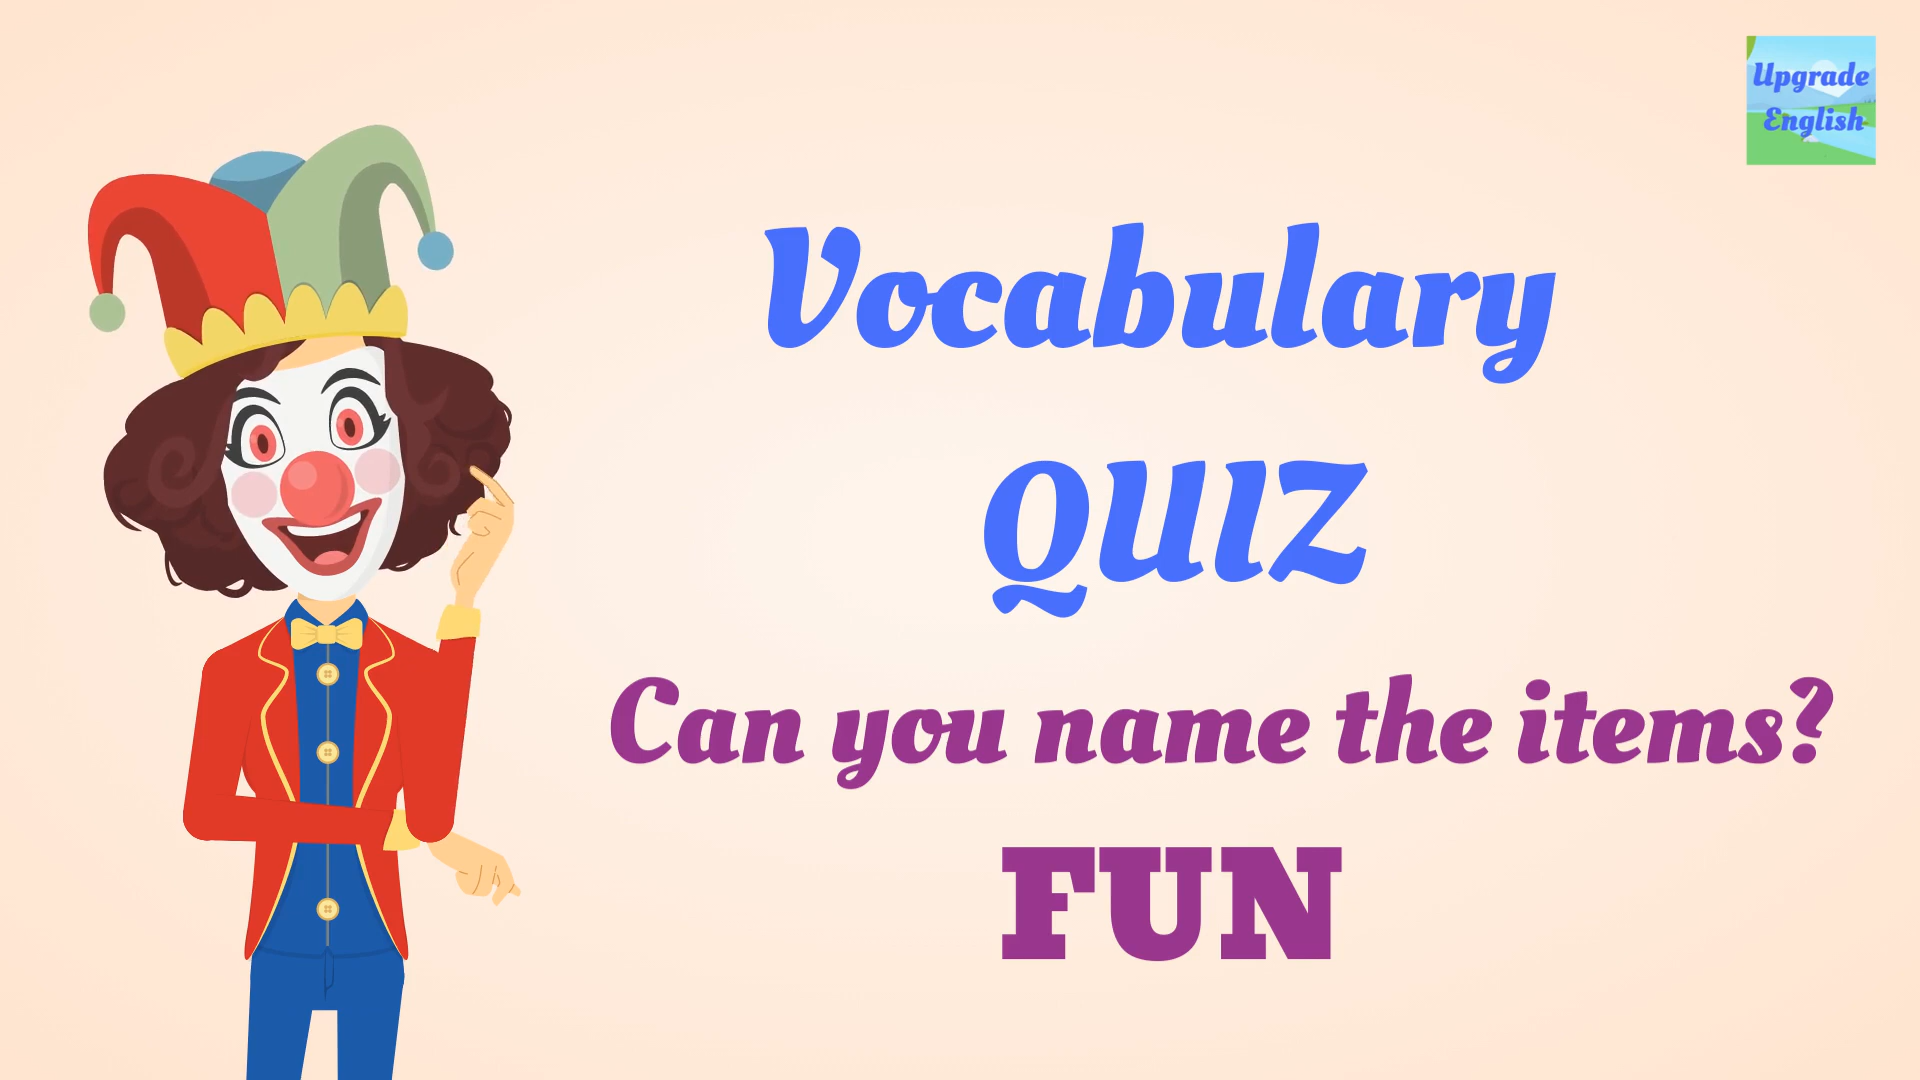 Upgrade
English
Vocabulary
QUIZ
Can you name the items?
FUN